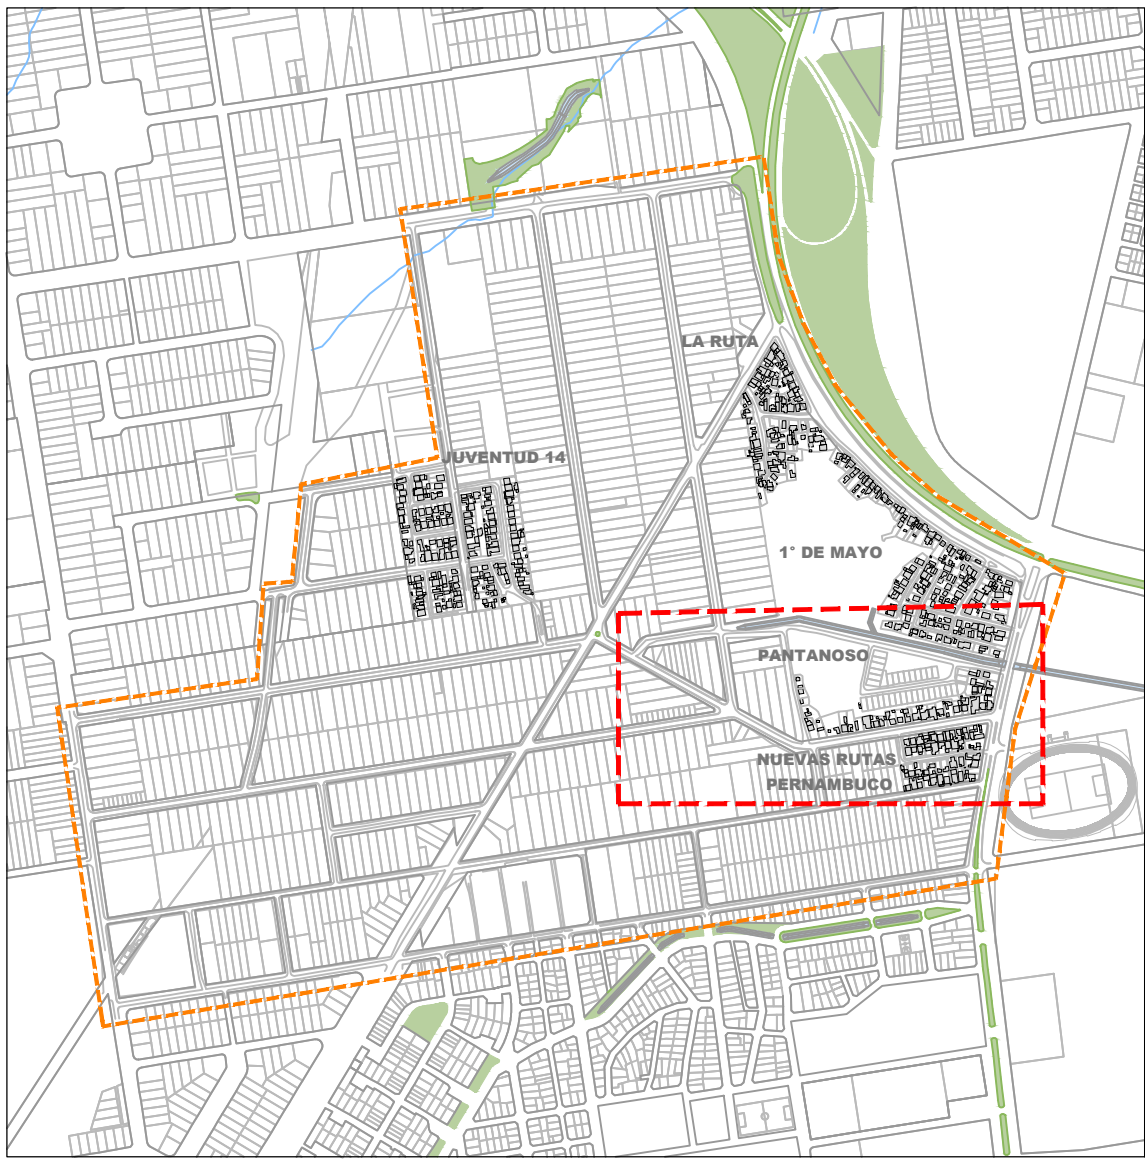 LA RUTA
JUVENTUD 14
1° DE MAYO
PANTANOSO
NUEVAS RUTAS
PERNAMBUCO